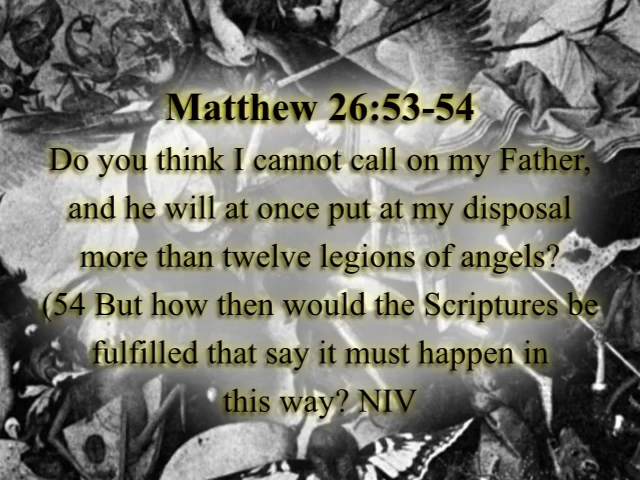 Matthew 26:53-54
Do you think I cannot call on my Father,
and he will at once put at my disposal
more than twelve legions of angels?
(54 But how then would the Scriptures be
fulfilled that say it must happen in
this way? NIV